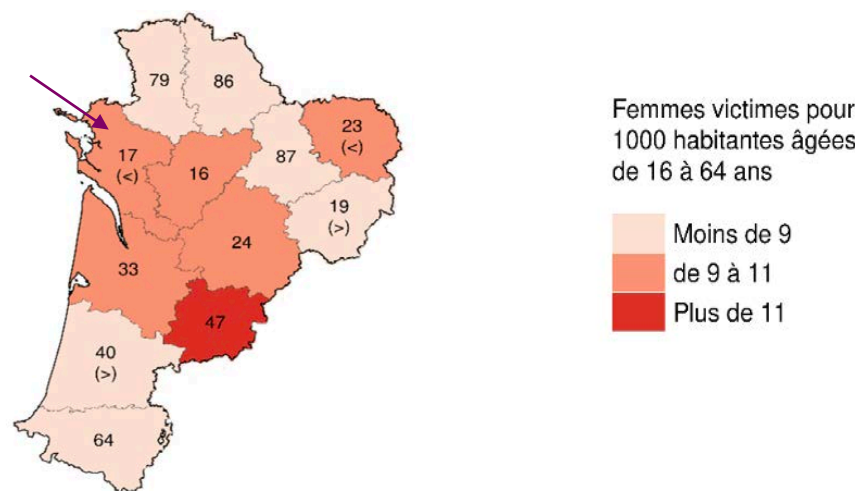 79
86
23
(<)
17
(<)
16
87
19
(>)
24
33
47
40
(>)
64
Femmes victimes pour
1000 habitantes âgées
de 16 à 64 ans
Moins de 9
de 9 à 11
Plus de 11